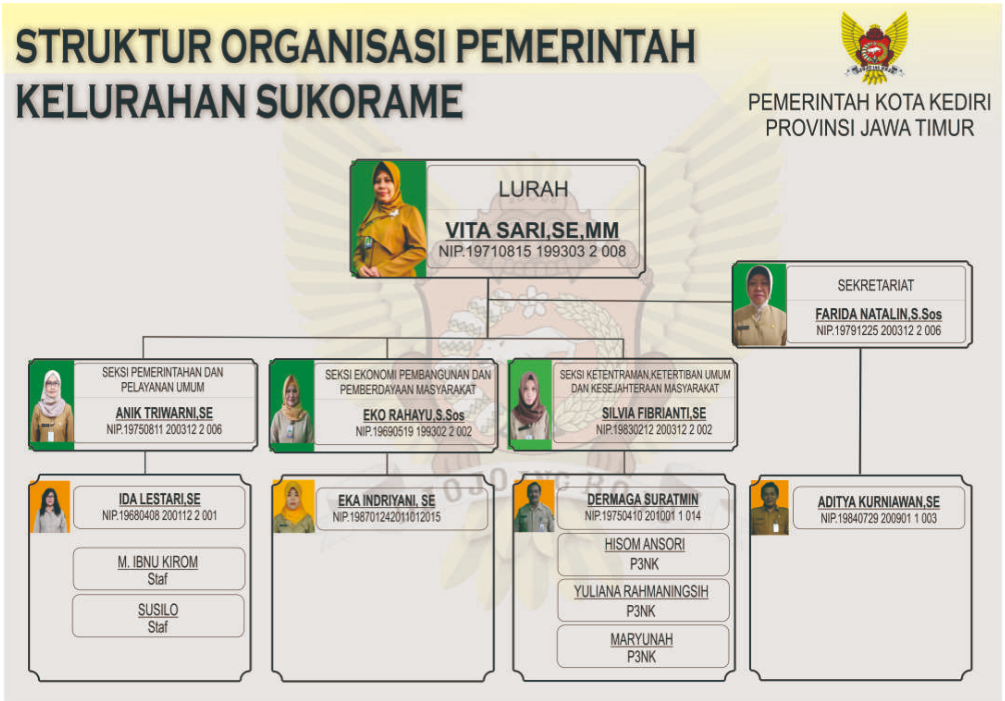 STRUKTUR ORGANISASI PEMERINTAH
KELURAHAN SUKORAME
PEMERINTAH KOTA KEDIRI
PROVINSI JAWA TIMUR
LURAH
VITA SARI,SE,MM
NIP.19710815 199303 2 008
SEKRETARIAT
FARIDA NATALIN,S.Sos
NIP.19791225 200312 2 006
SEKSI PEMERINTAHAN DAN
PELAYANAN UMUM
ANIK TRIWARNI,SE
NIP.19750811 200312 2 006
SEKSI EKONOMI PEMBANGUNAN DAN
PEMBERDAYAAN MASYARAKAT
EKO RAHAYU,S.Sos
NIP.19690519 199302 2 002
SEKSI KETENTRAMAN,KETERTIBAN UMUM
DAN KESEJAHTERAAN MASYARAKAT
SILVIA FIBRIANTI,SE
NIP.19830212 200312 2 002
IDA LESTARI,SE
NIP.19680408 200112 2 001
M. IBNU KIROM
Staf
SUSILO
Staf
EKA INDRIYANI, SE
NIP.198701242011012015
DERMAGA SURATMIN
NIP.19750410 201001 1 014
HISOM ANSORI
P3NK
YULIANA RAHMANINGSIH
P3NK
MARYUNAH
P3NK
ADITYA KURNIAWAN,SE
NIP.19840729 200901 1 003